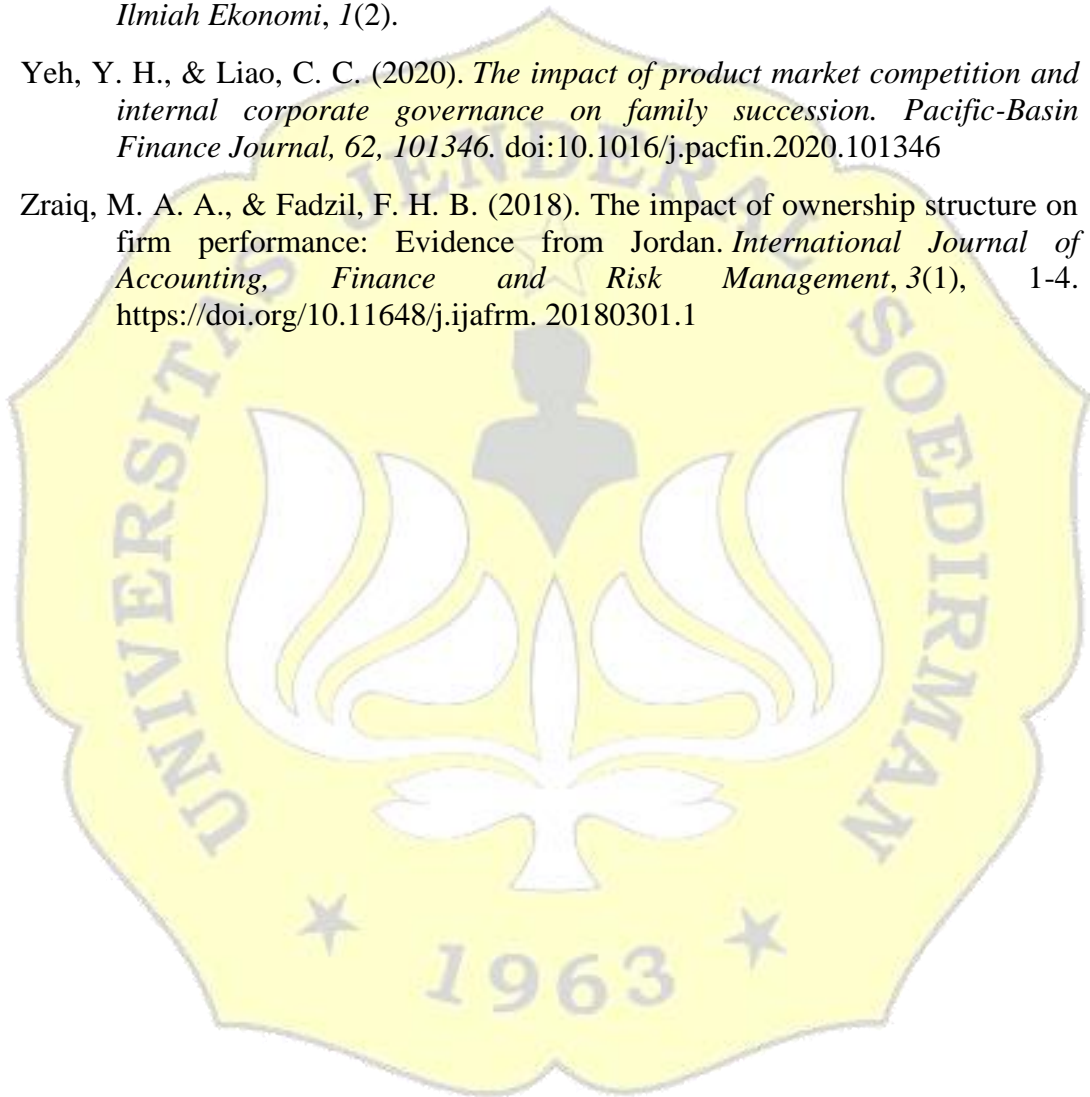 Ilmiah Ekonomi, 1(2).
Yeh, Y. H., & Liao, C. C. (2020). The impact of product market competition and
internal corporate governance on family succession. Pacific-Basin
Finance Journal, 62, 101346. doi:10.1016/j.pacfin.2020.101346
Zraiq, M. A. A., & Fadzil, F. H. B. (2018). The impact of ownership structure on
firm performance: Evidence from Jordan. International Journal of
Accounting, Finance and Risk Management, 3(1), 1-4.
https://doi.org/10.11648/j.ijafrm. 20180301.1
UNIVERSITAS JENDERAL SOEDIRMAN
1963